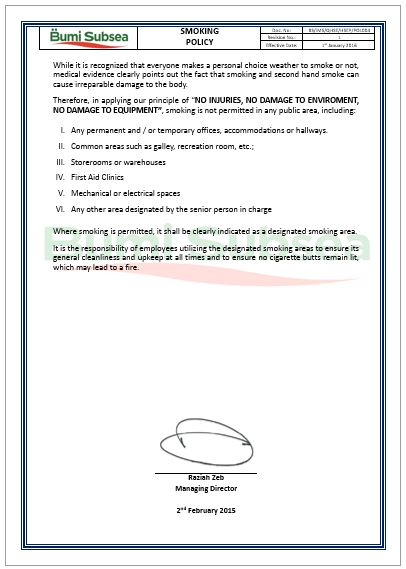 Bumi Subsea
SMOKING
POLICY
Doc. No:
BS/IMS/QHSE/HSEP/POL004
Revision No.:
1
Effective Date:
1st January 2016
While it is recognized that everyone makes a personal choice weather to smoke or not,
medical evidence clearly points out the fact that smoking and second hand smoke can
cause irreparable damage to the body.
Therefore, in applying our principle of "NO INJURIES, NO DAMAGE TO ENVIROMENT,
NO DAMAGE TO EQUIPMENT", smoking is not permitted in any public area, including:
I. Any permanent and / or temporary offices, accommodations or hallways.
II. Common areas such as galley, recreation room, etc.;
III. Storerooms or warehouses
IV. First Aid Clinics
V. Mechanical or electrical spaces
VI. Any other area designated by the senior person in charge
Where smoking is permitted, it shall be clearly indicated as a designated smoking area.
Bumi Subsea
It is the responsibility of employees utilizing the designated smoking areas to ensure its
general cleanliness and upkeep at all times and to ensure no cigarette butts remain lit,
which may lead to a fire.
Raziah Zeb
Managing Director
2nd February 2015